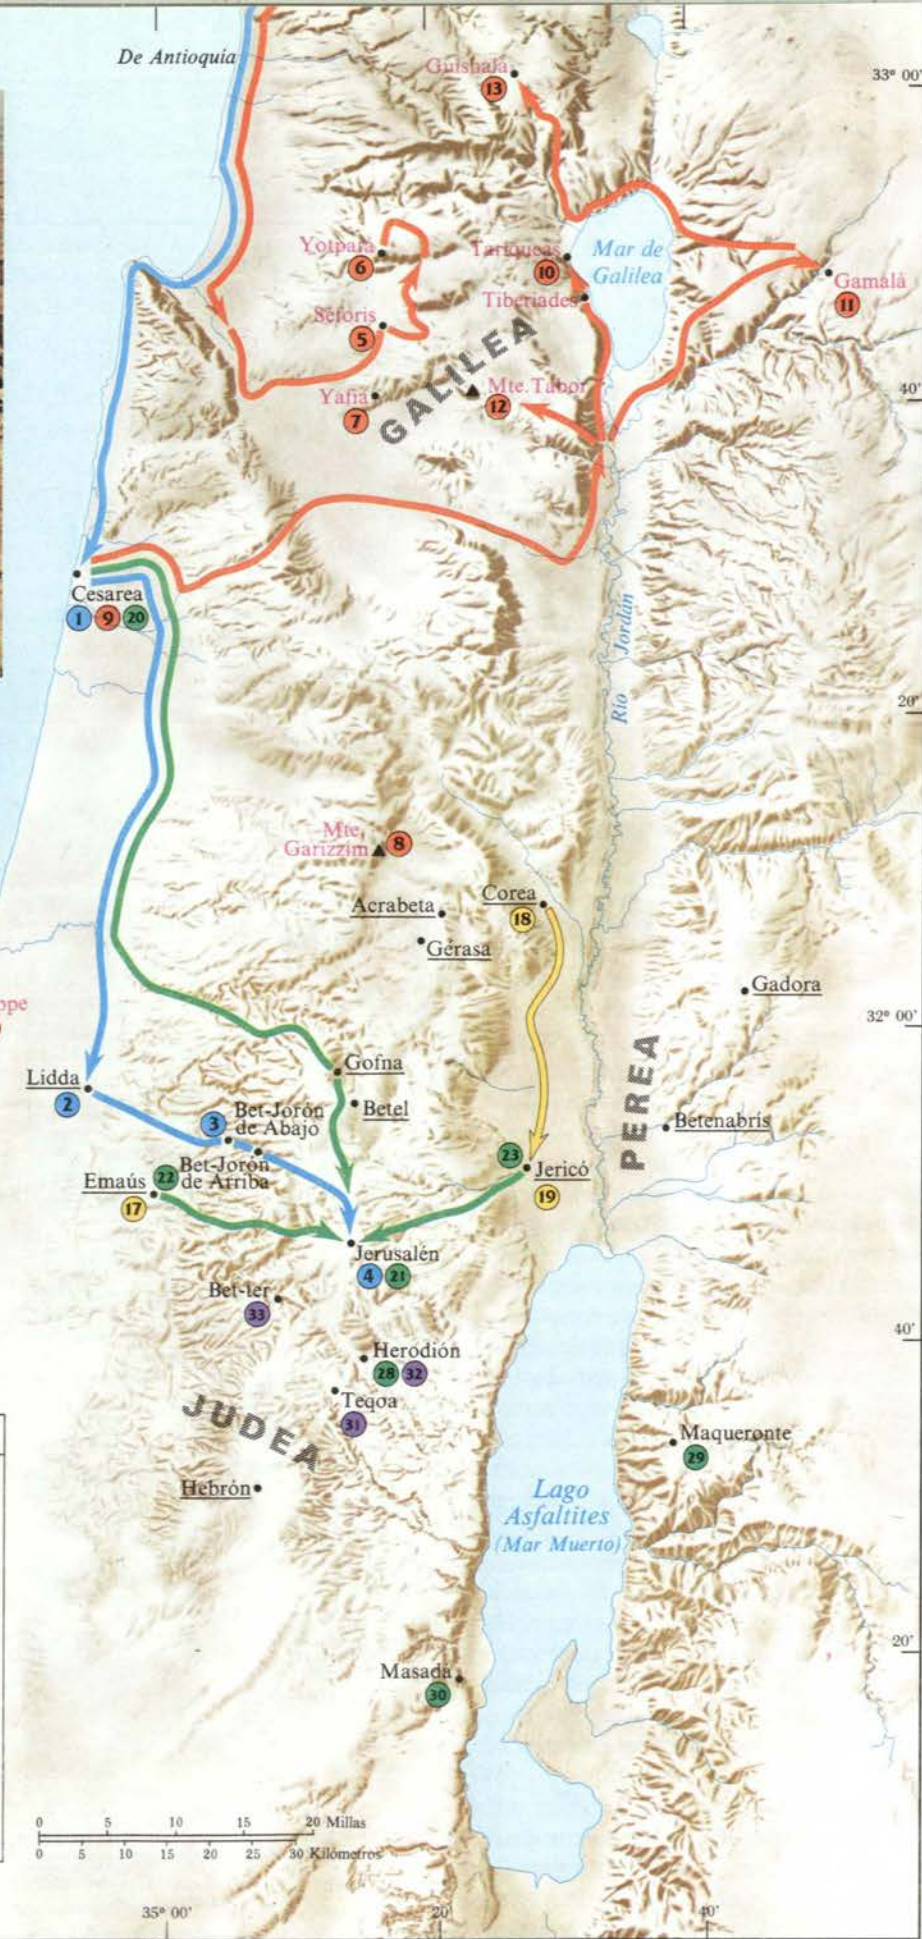 De Antioquía
33° 00'
Guishala
13
Yotpata
6
Tariqueas
10
Mar de
Galilea
Gamalá
11
Tiberíades
Séforis
5
GALILEA
Yafia
7
Mte. Tabor
12
40'
Cesarea
1 9 20
Río Jordán
20'
Mte.
Garizzim
8
Acrabeta
Corea
18
Gérasa
Gadora
32° 00'
Gofna
Lidda
2
Betel
PEREA
3
Bet-Jorón
de Abajo
Betenabrís
Bet-Jorón
de Arriba
Emaús
22
17
23
Jericó
19
Jerusalén
4 21
Bet-ter
33
40'
Herodión
28 32
Teqoa
31
JUDEA
Maqueronte
29
Hebrón
Lago
Asfaltites
(Mar Muerto)
20'
Masada
30
0 5 10 15 20 Millas
0 5 10 15 20 25 30 Kilómetros
35° 00'
20'
40'